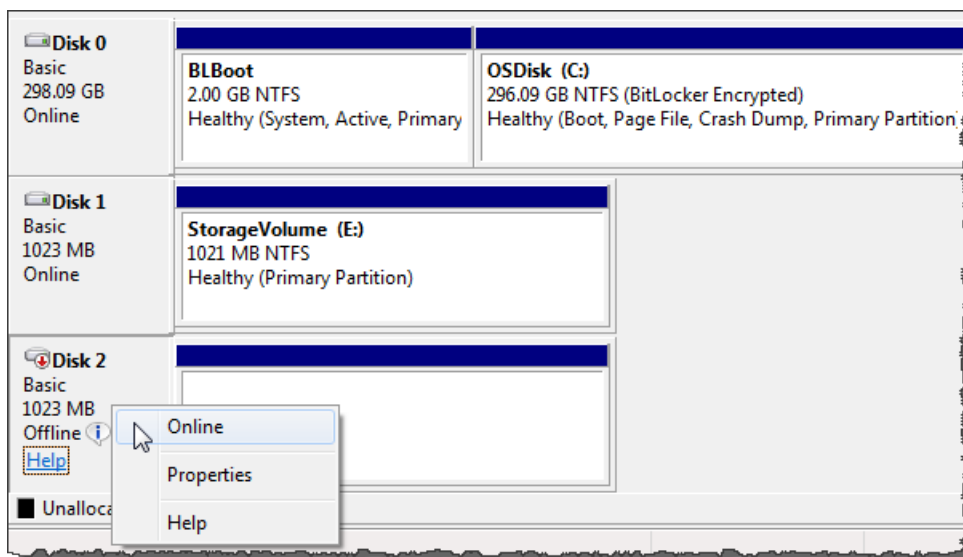 Disk 0
Basic
298.09 GB
Online
BLBoot
2.00 GB NTFS
Healthy (System, Active, Primary
OSDisk (C:)
296.09 GB NTFS (BitLocker Encrypted)
Healthy (Boot, Page File, Crash Dump, Primary Partition
Disk 1
Basic
1023 MB
Online
StorageVolume (E:)
1021 MB NTFS
Healthy (Primary Partition)
Disk 2
Basic
1023 MB
Offline
Help
Online
Properties
Help
Unalloca